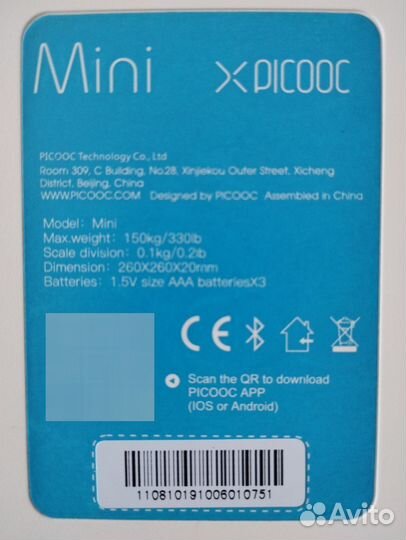 Mini PICOOC
PICOOC Technology Co., Ltd
Room 309, C Building, No.28, Xinjiekou Outer Street, Xicheng
District, Beijing, China
WWW.PICOOC.COM Designed by PICOOC Assembled in China
Model: Mini
Max.weight: 150kg/330lb
Scale division: 0.1kg/0.2lb
Dimension: 260X260X20mm
Batteries: 1.5V size AAA batteriesX3
CE
Scan the QR to download
PICOOC APP
(IOS or Android)
110810191006010751
Avito